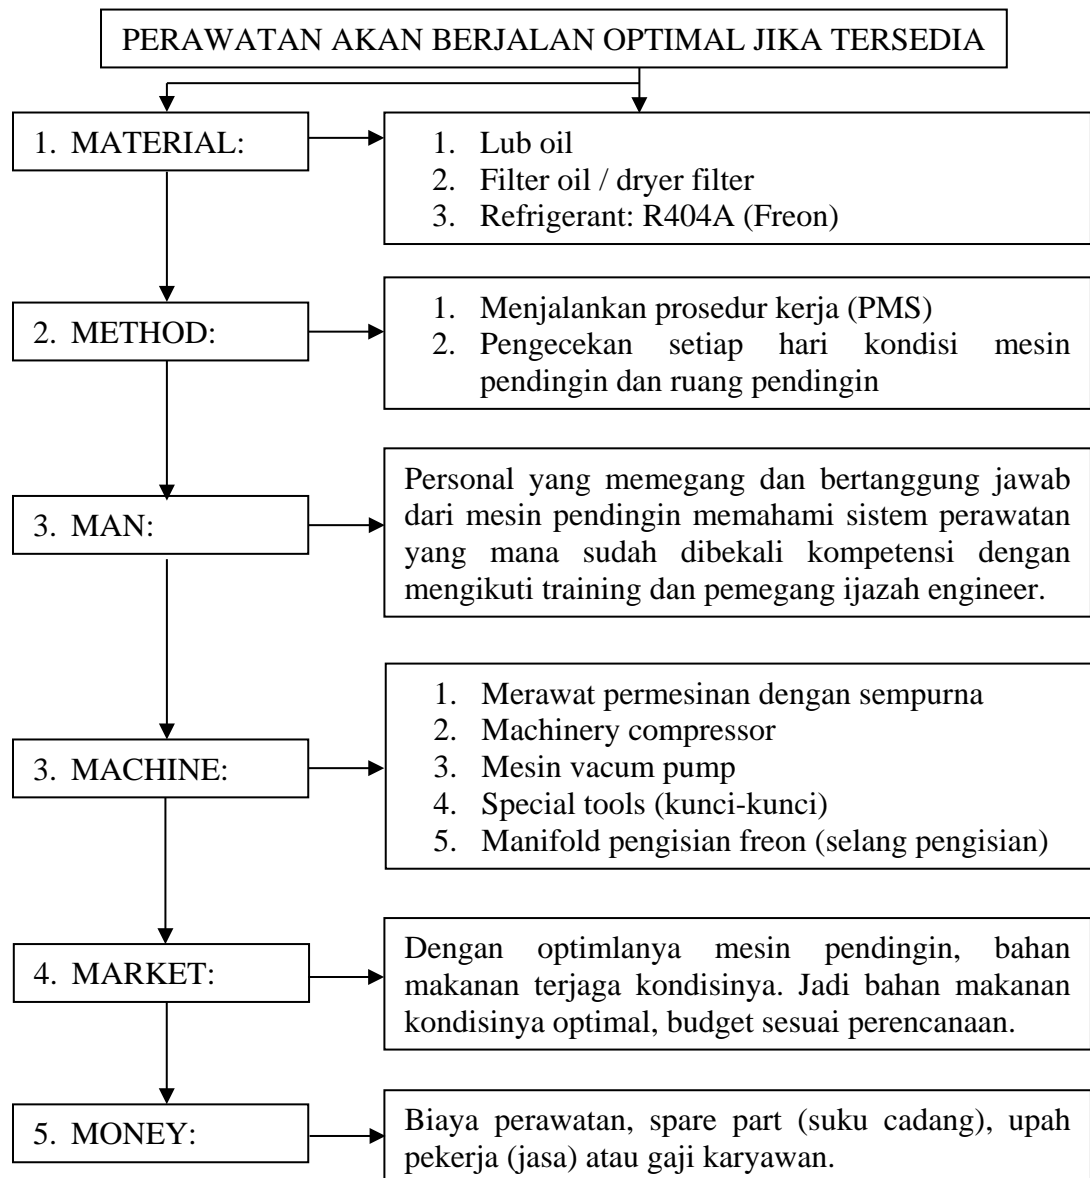 PERAWATAN AKAN BERJALAN OPTIMAL JIKA TERSEDIA
1. MATERIAL:
1. Lub oil
2. Filter oil / dryer filter
3. Refrigerant: R404A (Freon)
2. METHOD:
1. Menjalankan prosedur kerja (PMS)
2. Pengecekan setiap hari kondisi mesin
pendingin dan ruang pendingin
3. MAN:
Personal yang memegang dan bertanggung jawab
dari mesin pendingin memahami sistem perawatan
yang mana sudah dibekali kompetensi dengan
mengikuti training dan pemegang ijazah engineer.
3. MACHINE:
1. Merawat permesinan dengan sempurna
2. Machinery compressor
3. Mesin vacum pump
4. Special tools (kunci-kunci)
5. Manifold pengisian freon (selang pengisian)
4. MARKET:
Dengan optimlanya mesin pendingin, bahan
makanan terjaga kondisinya. Jadi bahan makanan
kondisinya optimal, budget sesuai perencanaan.
5. MONEY:
Biaya perawatan, spare part (suku cadang), upah
pekerja (jasa) atau gaji karyawan.